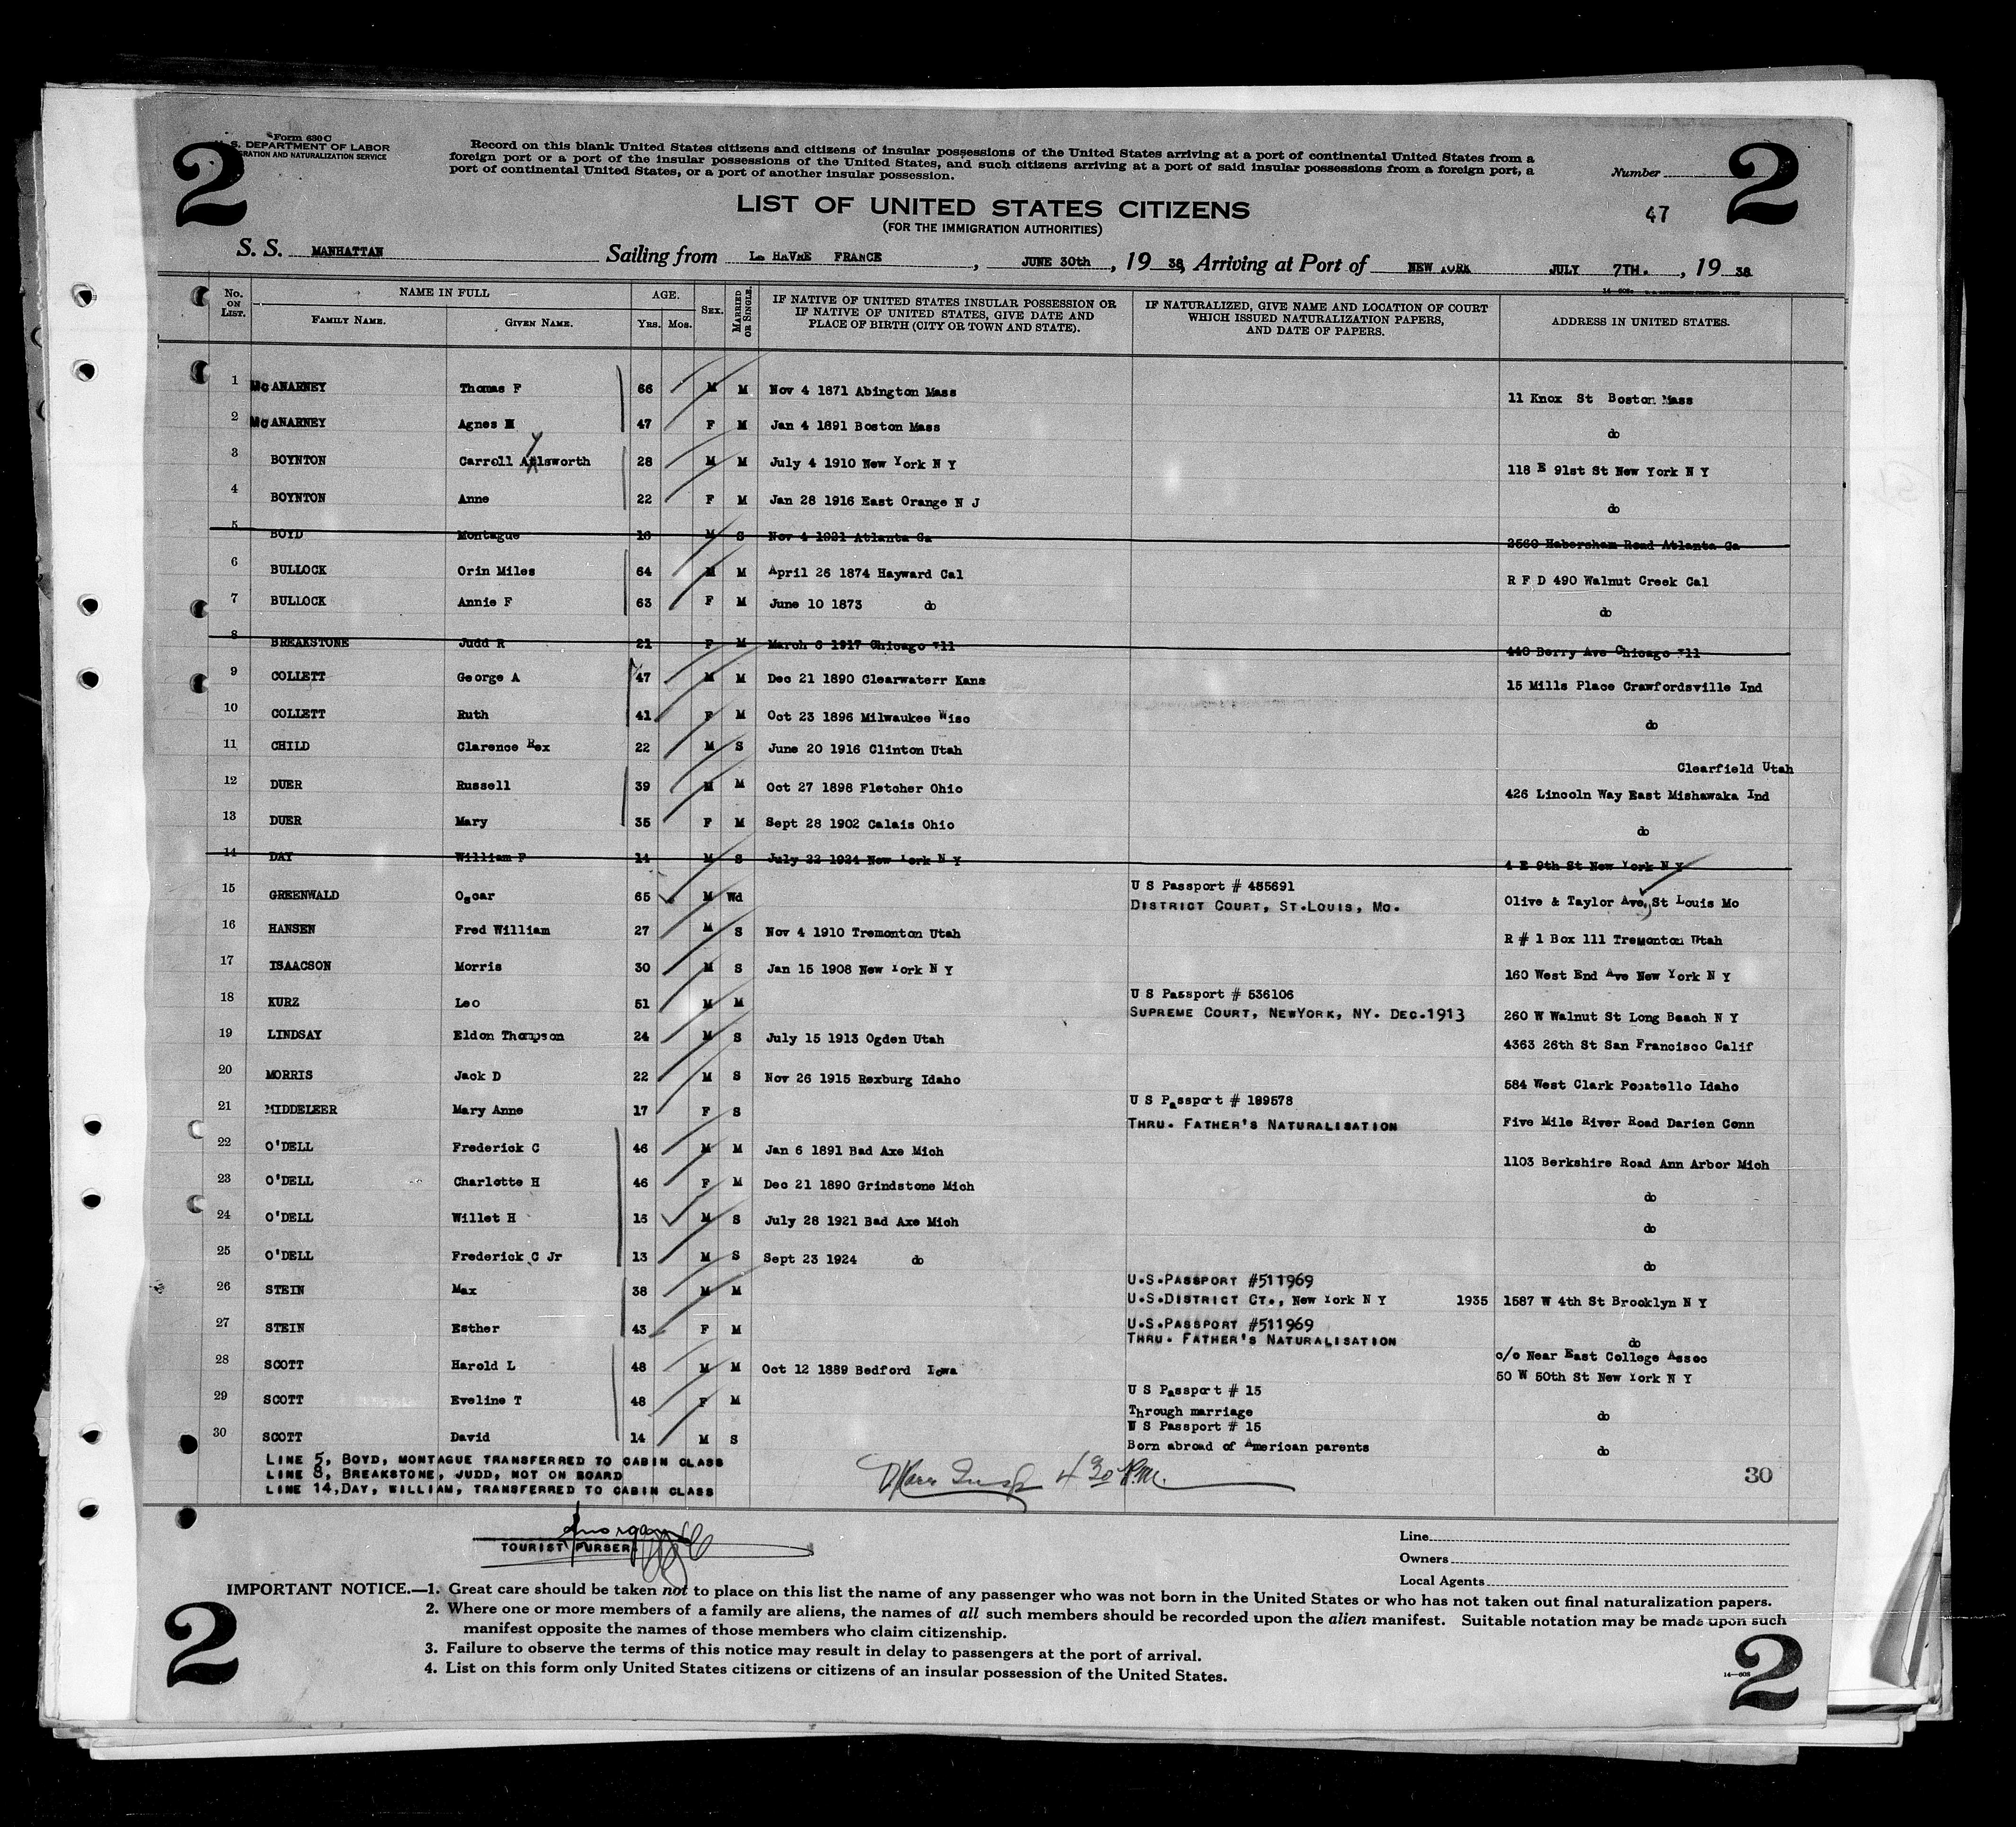 2
Form 630 C
U. S. DEPARTMENT OF LABOR
IMMIGRATION AND NATURALIZATION SERVICE
Record on this blank United States citizens and citizens of insular possessions of the United States arriving at a port of continental United States from a
foreign port or a port of the insular possessions of the United States, and such citizens arriving at a port of said insular possessions from a foreign port, a
port of continental United States, or a port of another insular possession.
Number
2
47
LIST OF UNITED STATES CITIZENS
(FOR THE IMMIGRATION AUTHORITIES)
S. S. MANHATTAN Sailing from Le HAVRE FRANCE, JUNE 30th, 19 38, Arriving at Port of NEW YORK JULY 7TH., 19 38
No. ON LIST. NAME IN FULL FAMILY NAME. GIVEN NAME. AGE. Yrs. Mos. SEX. MARRIED OR SINGLE. IF NATIVE OF UNITED STATES INSULAR POSSESSION OR IF NATIVE OF UNITED STATES, GIVE DATE AND PLACE OF BIRTH (CITY OR TOWN AND STATE). IF NATURALIZED, GIVE NAME AND LOCATION OF COURT WHICH ISSUED NATURALIZATION PAPERS, AND DATE OF PAPERS. ADDRESS IN UNITED STATES.
1 Mc ANARNEY Thomas F 66 M M Nov 4 1871 Abington Mass 11 Knox St Boston Mass
2 Mc ANARNEY Agnes M 47 F M Jan 4 1891 Boston Mass do
3 BOYNTON Carroll Aylsworth 28 M M July 4 1910 New York N Y 118 E 91st St New York N Y
4 BOYNTON Anne 22 F M Jan 28 1916 East Orange N J do
5 BOYD Montague 16 M S Nov 4 1921 Atlanta Ga 2560 Habersham Road Atlanta Ga
6 BULLOCK Orin Miles 64 M M April 26 1874 Hayward Cal R F D 490 Walnut Creek Cal
7 BULLOCK Annie F 63 F M June 10 1873 do do
8 BREAKSTONE Judd R 21 F M March 6 1917 Chicago Ill 440 Berry Ave Chicago Ill
9 COLLETT George A 47 M M Dec 21 1890 Clearwaterr Kans 15 Mills Place Crawfordsville Ind
10 COLLETT Ruth 41 F M Oct 23 1896 Milwaukee Wisc do
11 CHILD Clarence Rex 22 M S June 20 1916 Clinton Utah Clearfield Utah
12 DUER Russell 39 M M Oct 27 1898 Fletcher Ohio 426 Lincoln Way East Mishawaka Ind
13 DUER Mary 35 F M Sept 28 1902 Calais Ohio do
14 DAY William P 14 M S July 22 1924 New York N Y 4 E 9th St New York N Y
15 GREENWALD Oscar 65 M Wd U S Passport # 485691 Olive & Taylor Ave, St Louis Mo
DISTRICT COURT, ST.LOUIS, MO.
16 HANSEN Fred William 27 M S Nov 4 1910 Tremonton Utah R # 1 Box 111 Tremonton Utah
17 ISAACSON Morris 30 M S Jan 15 1908 New York N Y 160 West End Ave New York N Y
18 KURZ Leo 51 M M U S Passport # 536106
SUPREME COURT, NEWYORK, NY. DEC.1913 260 W Walnut St Long Beach N Y
19 LINDSAY Eldon Thompson 24 M S July 15 1913 Ogden Utah 4363 26th St San Francisco Calif
20 MORRIS Jack D 22 M S Nov 26 1915 Rexburg Idaho 584 West Clark Pocatello Idaho
21 MIDDELEER Mary Anne 17 F S U S Passport # 199578
THRU. FATHER'S NATURALISATION Five Mile River Road Darien Conn
22 O'DELL Frederick C 46 M M Jan 6 1891 Bad Axe Mich 1103 Berkshire Road Ann Arbor Mich
23 O'DELL Charlotte H 46 F M Dec 21 1890 Grindstone Mich do
24 O'DELL Willet H 15 M S July 28 1921 Bad Axe Mich do
25 O'DELL Frederick C Jr 13 M S Sept 23 1924 do do
26 STEIN Max 38 M M U.S.PASSPORT #511969
U.S.DISTRICT CT., New York N Y 1935 1587 W 4th St Brooklyn N Y
27 STEIN Esther 43 F M U.S.PASSPORT #511969
THRU. FATHER'S NATURALISATION do
28 SCOTT Harold L 48 M M Oct 12 1889 Bedford Iowa c/o Near East College Assoc
50 W 50th St New York N Y
29 SCOTT Eveline T 48 F M U S Passport # 15
Through marriage do
30 SCOTT David 14 M S U S Passport # 15
Born abroad of American parents do
LINE 5, BOYD, MONTAGUE TRANSFERRED TO CABIN CLASS
LINE 8, BREAKSTONE, JUDD, NOT ON BOARD
LINE 14,DAY, WILLIAM, TRANSFERRED TO CABIN CLASS
Insp 4 30 P.M.
30
TOURIST PURSER
Line
Owners
Local Agents
IMPORTANT NOTICE.—1. Great care should be taken not to place on this list the name of any passenger who was not born in the United States or who has not taken out final naturalization papers.
2. Where one or more members of a family are aliens, the names of all such members should be recorded upon the alien manifest. Suitable notation may be made upon such
manifest opposite the names of those members who claim citizenship.
3. Failure to observe the terms of this notice may result in delay to passengers at the port of arrival.
4. List on this form only United States citizens or citizens of an insular possession of the United States.
2
14—608
2